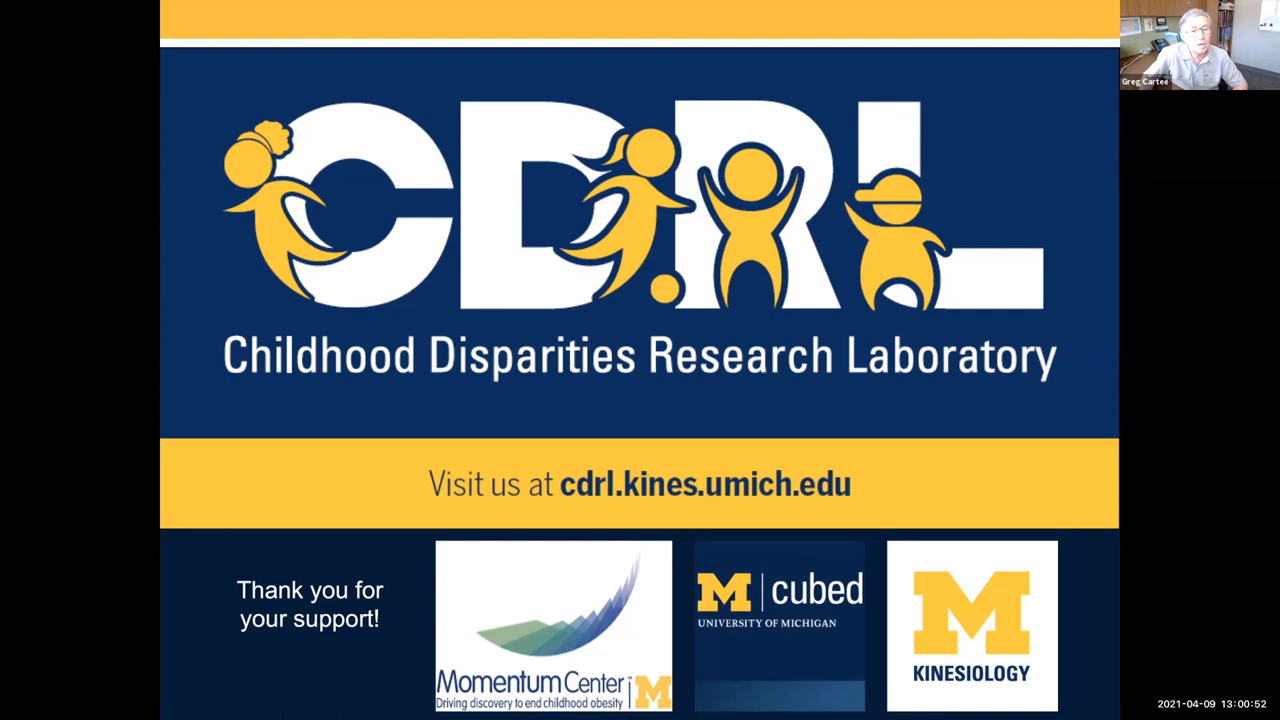 Greg Cartee
CDRL
Childhood Disparities Research Laboratory
Visit us at cdrl.kines.umich.edu
Thank you for
your support!
Momentum Center M
Driving discovery to end childhood obesity
M cubed
UNIVERSITY OF MICHIGAN
M
KINESIOLOGY
2021-04-09 13:00:52